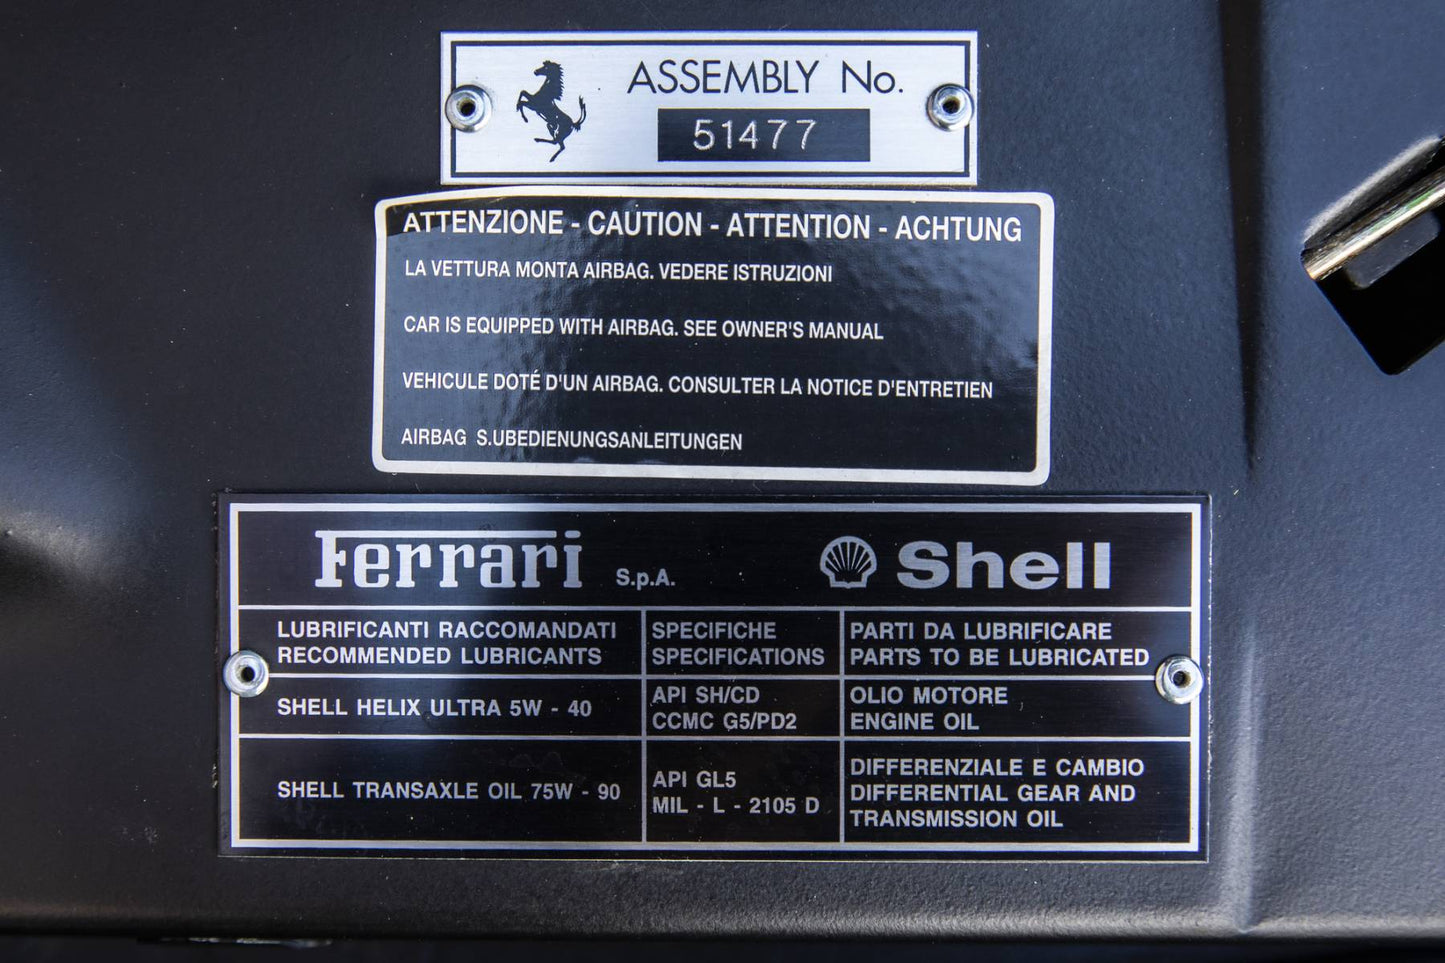 ASSEMBLY No.
51477
ATTENZIONE - CAUTION - ATTENTION - ACHTUNG
LA VETTURA MONTA AIRBAG. VEDERE ISTRUZIONI
CAR IS EQUIPPED WITH AIRBAG. SEE OWNER'S MANUAL
VEHICULE DOTÉ D'UN AIRBAG. CONSULTER LA NOTICE D'ENTRETIEN
AIRBAG S.UBEDIENUNGSANLEITUNGEN
Ferrari S.p.A. Shell
LUBRIFICANTI RACCOMANDATI
RECOMMENDED LUBRICANTS
SPECIFICHE
SPECIFICATIONS
PARTI DA LUBRIFICARE
PARTS TO BE LUBRICATED
SHELL HELIX ULTRA 5W - 40
API SH/CD
CCMC G5/PD2
OLIO MOTORE
ENGINE OIL
SHELL TRANSAXLE OIL 75W - 90
API GL5
MIL - L - 2105 D
DIFFERENZIALE E CAMBIO
DIFFERENTIAL GEAR AND
TRANSMISSION OIL